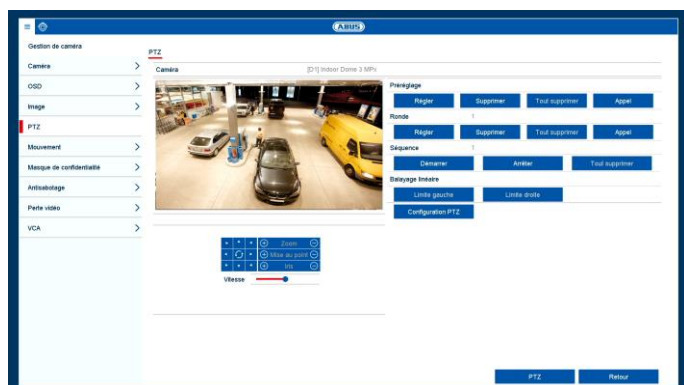 ABUS
Gestion de caméra
PTZ
Caméra
Caméra [D1] Indoor Dome 3 MPx
OSD
Image
PTZ
Mouvement
Masque de confidentialité
Antisabotage
Perte vidéo
VCA
Préréglage
Régler Supprimer Tout supprimer Appel
Ronde 1
Régler Supprimer Tout supprimer Appel
Séquence 1
Démarrer Arrêter Tout supprimer
Balayage linéaire
Limite gauche Limite droite
Configuration PTZ
Zoom
Mise au point
Iris
Vitesse
PTZ Retour